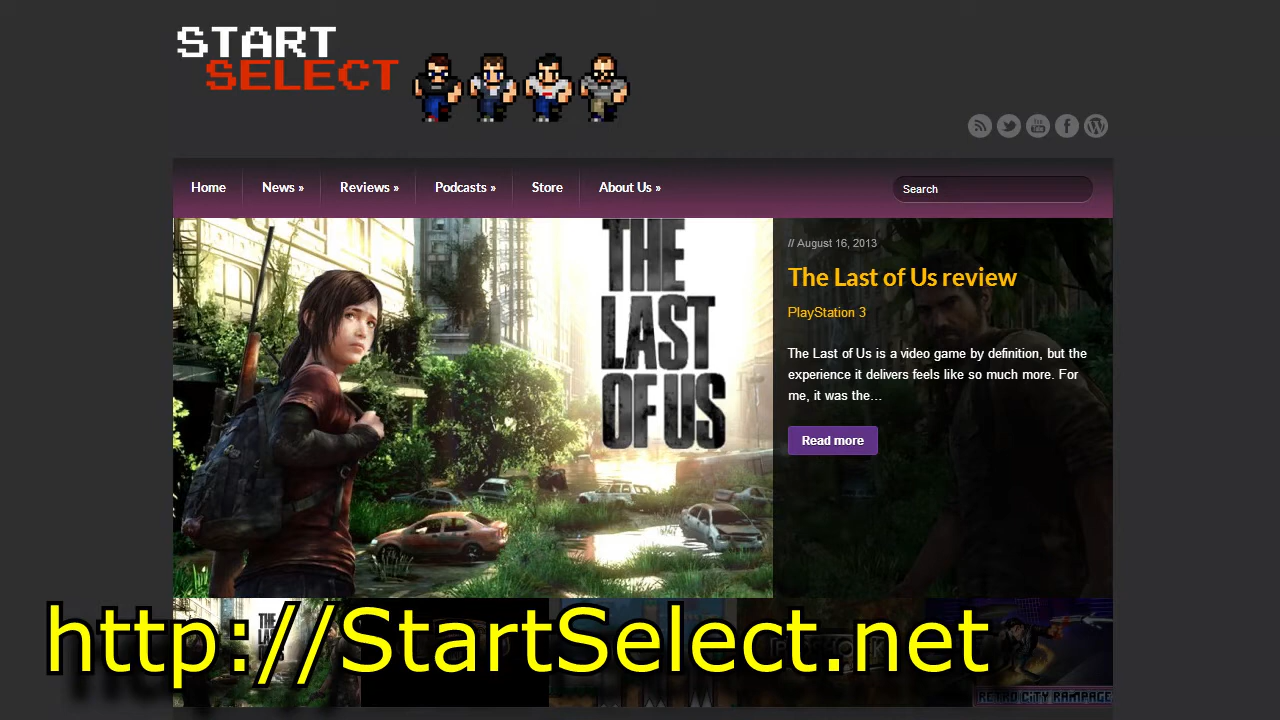 START
SELECT
Home
News »
Reviews »
Podcasts »
Store
About Us »
Search
THE
LAST
OF US
// August 16, 2013
The Last of Us review
PlayStation 3
The Last of Us is a video game by definition, but the
experience it delivers feels like so much more. For
me, it was the...
Read more
http://StartSelect.net
THE
RETRO CITY RAMPAGE